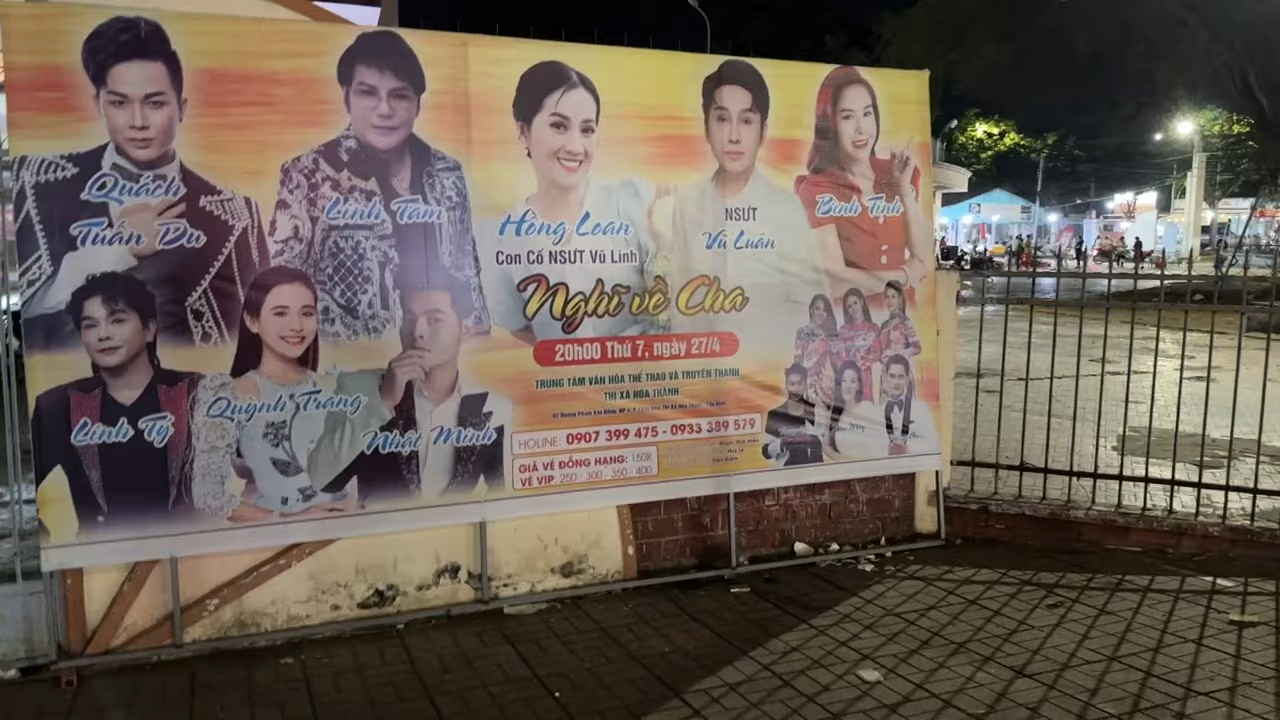 Quách
Tuấn Du
Linh Tâm
Hồng Loan
Con Cố NSƯT Vũ Linh
NSƯT
Vũ Luân
Bình Tinh
Linh Tý
Quỳnh Trang
Nhật Minh
Nghĩ về Cha
20h00 Thứ 7, ngày 27/4
TRUNG TÂM VĂN HÓA THỂ THAO VÀ TRUYỀN THANH
THỊ XÃ HÒA THÀNH
HOLINE: 0907 399 475 - 0933 389 579
GIÁ VÉ ĐỒNG HẠNG: 150K
VÉ VIP: 250 - 300 - 350 - 400